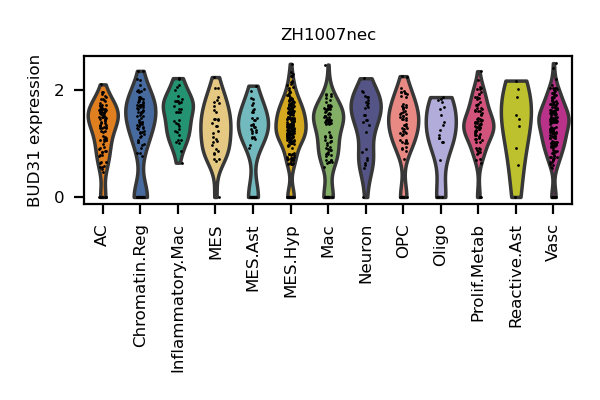 ZH1007nec
BUD31 expression
2
0
AC
Chromatin.Reg
Inflammatory.Mac
MES
MES.Ast
MES.Hyp
Mac
Neuron
OPC
Oligo
Prolif.Metab
Reactive.Ast
Vasc